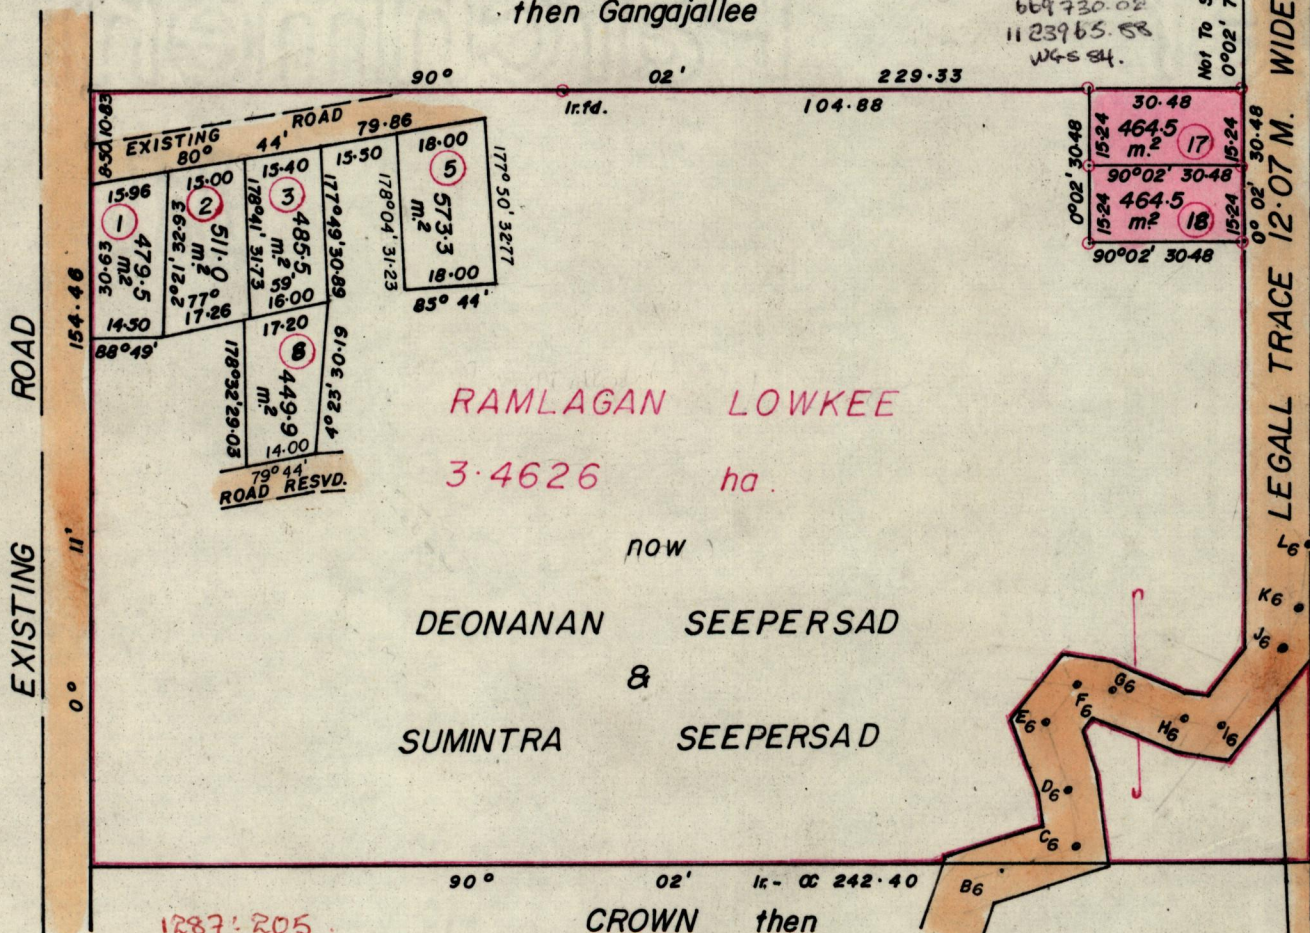 then Gangajallee
669730.02
1123965.88
WGS 84.
Not To
0°02'
WIDE
90° 02' 229·33
Ir.fd. 104·88
8·50 10·83
EXISTING ROAD
80° 44' 79·86
15·96
1
479·5 m²
30·63
14·50
88°49'
15·00
2
511·0 m²
2°21' 32·93
77° 59'
17·26
15·40
3
485·5 m²
178°41' 31·73
16·00
177°49' 30·89
15·50
178°04' 31·23
18·00
5
573·3 m²
177°50' 32·77
18·00
85° 44'
17·20
449·9 m²
178°32' 29·03
4°23' 30·19
14·00
79°44'
ROAD RESVD.
30·48
464·5 m² 17
15·24
15·24
0°02' 30·48
90°02' 30·48
464·5 m² 18
15·24
15·24
0°02' 30·48
90°02' 30·48
LEGALL TRACE 12·07 M. WIDE
EXISTING ROAD
154·46
0° 11'
RAMLAGAN LOWKEE
3·4626 ha.
now
DEONANAN SEEPERSAD
&
SUMINTRA SEEPERSAD
L6
K6
J6
I6
H6
G6
F6
E6
D6
C6
B6
90° 02' Ir.- CC 242·40
CROWN then
1287: 205